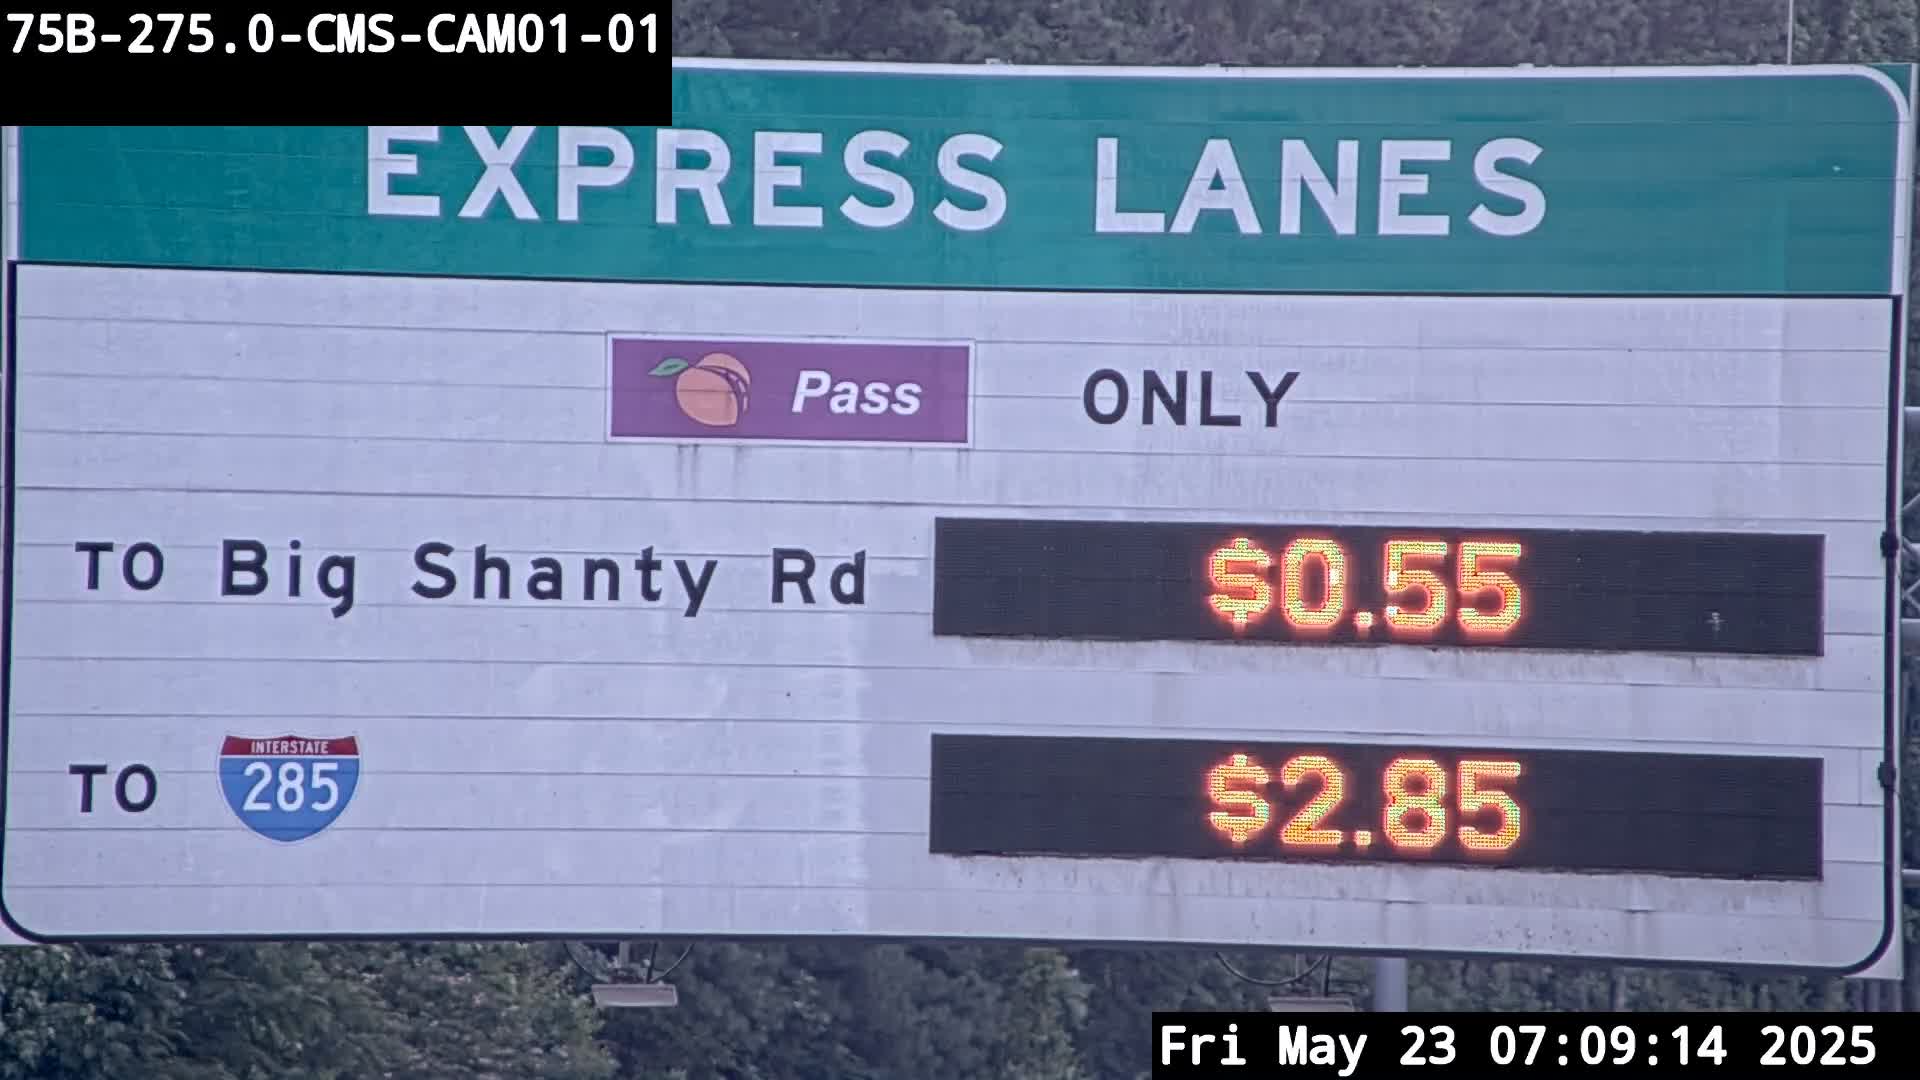 75B-275.0-CMS-CAM01-01
EXPRESS LANES
Pass ONLY
TO Big Shanty Rd $0.55
TO INTERSTATE 285 $2.85
Fri May 23 07:09:14 2025